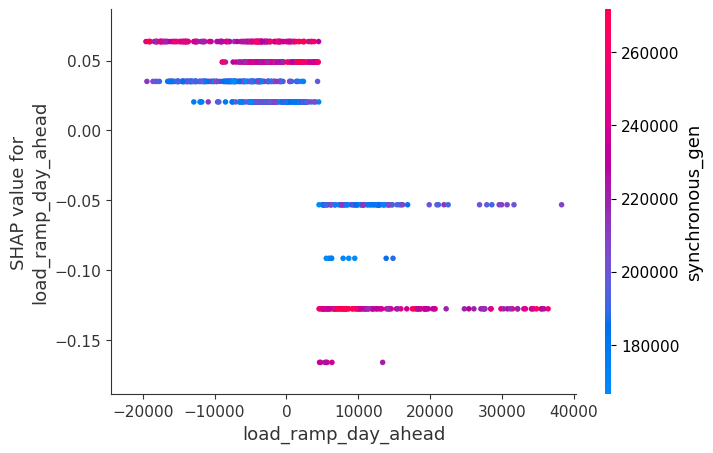 SHAP value for
load_ramp_day_ahead
0.05
0.00
−0.05
−0.10
−0.15
−20000 −10000 0 10000 20000 30000 40000
load_ramp_day_ahead
260000
240000
220000
200000
180000
synchronous_gen